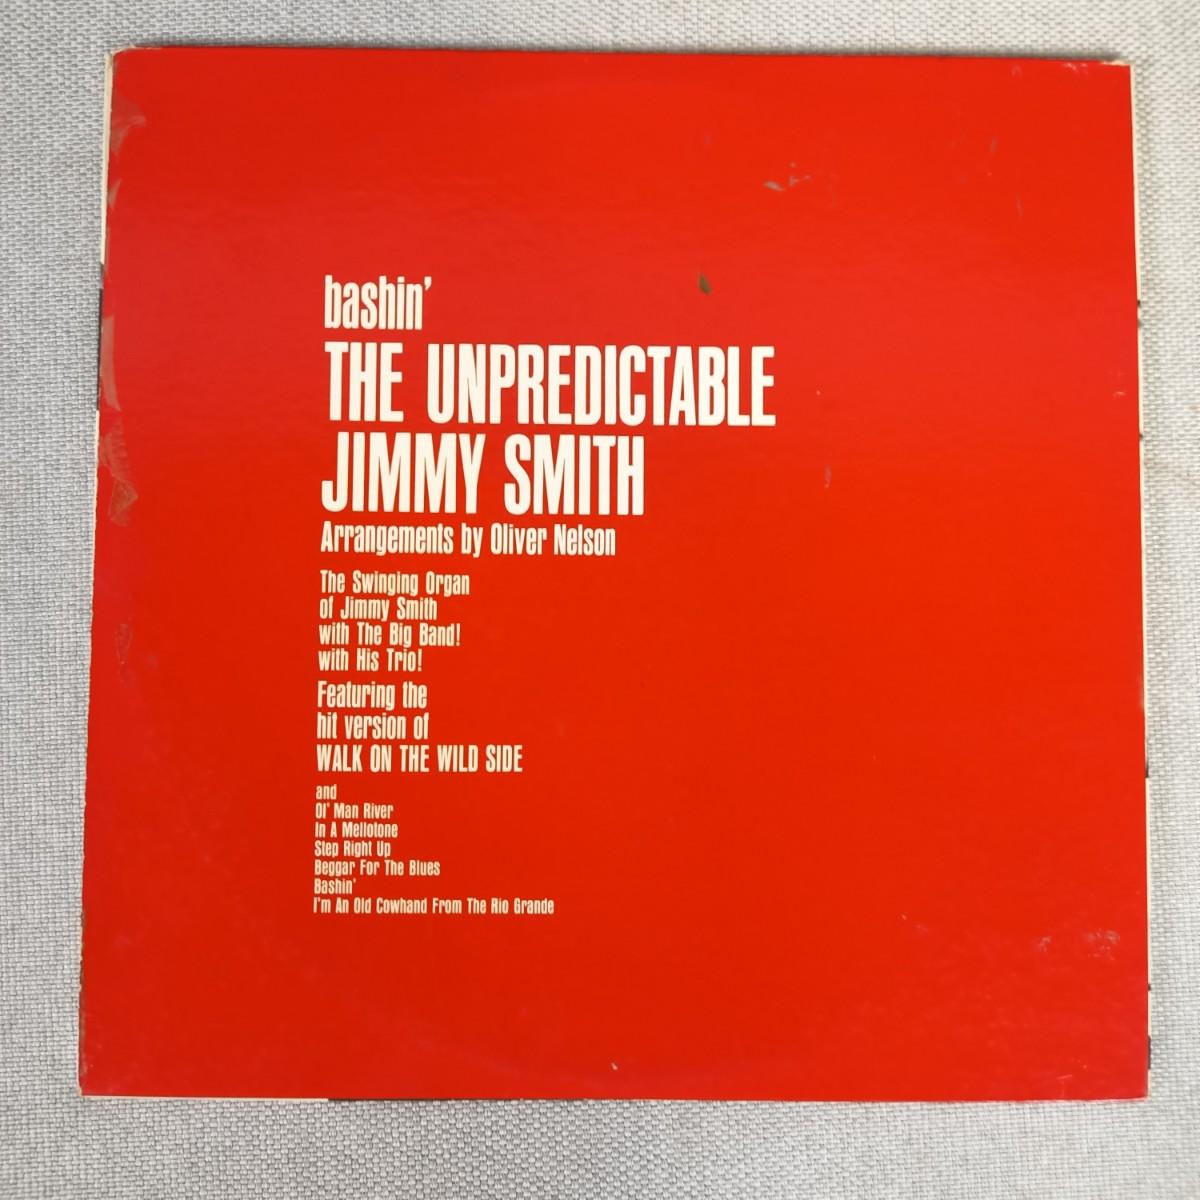 bashin'
THE UNPREDICTABLE
JIMMY SMITH
Arrangements by Oliver Nelson
The Swinging Organ
of Jimmy Smith
with The Big Band!
with His Trio!
Featuring the
hit version of
WALK ON THE WILD SIDE
and
Ol' Man River
In A Mellotone
Step Right Up
Beggar For The Blues
Bashin'
I'm An Old Cowhand From The Rio Grande